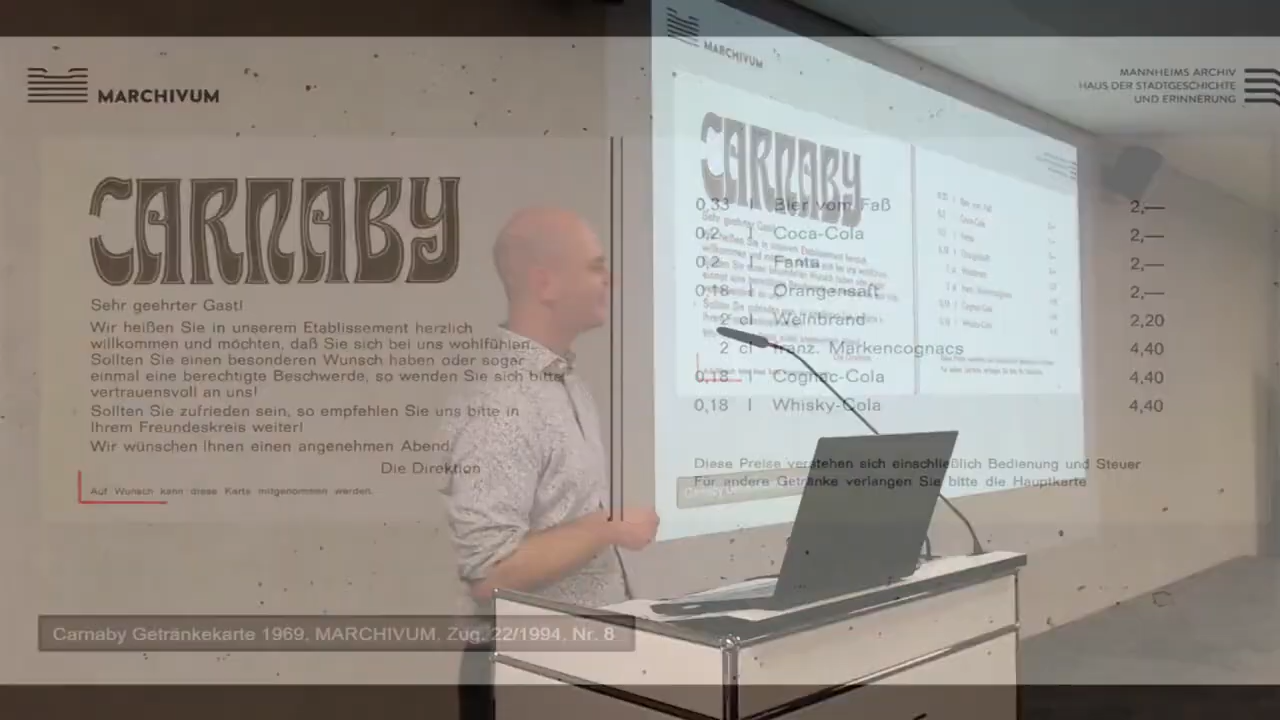 MARCHIVUM
MANNHEIMS ARCHIV
HAUS DER STADTGESCHICHTE
UND ERINNERUNG
CARNABY
Sehr geehrter Gast!
Wir heißen Sie in unserem Etablissement herzlich
willkommen und möchten, daß Sie sich bei uns wohlfühlen.
Sollten Sie einen besonderen Wunsch haben oder sogar
einmal eine berechtigte Beschwerde, so wenden Sie sich bitte
vertrauensvoll an uns!
Sollten Sie zufrieden sein, so empfehlen Sie uns bitte in
Ihrem Freundeskreis weiter!
Wir wünschen Ihnen einen angenehmen Abend.
Die Direktion
Auf Wunsch kann diese Karte mitgenommen werden.
0,33 l Bier vom Faß 2,—
0,2 l Coca-Cola 2,—
0,2 l Fanta 2,—
0,18 l Orangensaft 2,—
2 cl Weinbrand 2,20
2 cl franz. Markencognacs 4,40
0,18 l Cognac-Cola 4,40
0,18 l Whisky-Cola 4,40
Diese Preise verstehen sich einschließlich Bedienung und Steuer
Für andere Getränke verlangen Sie bitte die Hauptkarte
Carnaby Getränkekarte 1969, MARCHIVUM, Zug. 22/1994, Nr. 8
MARCHIVUM
CARNABY